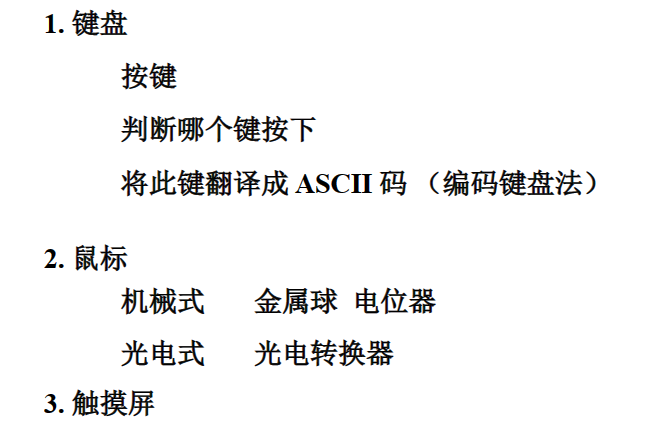 1. 键盘
按键
判断哪个键按下
将此键翻译成 ASCII 码 （编码键盘法）
2. 鼠标
机械式 金属球 电位器
光电式 光电转换器
3. 触摸屏